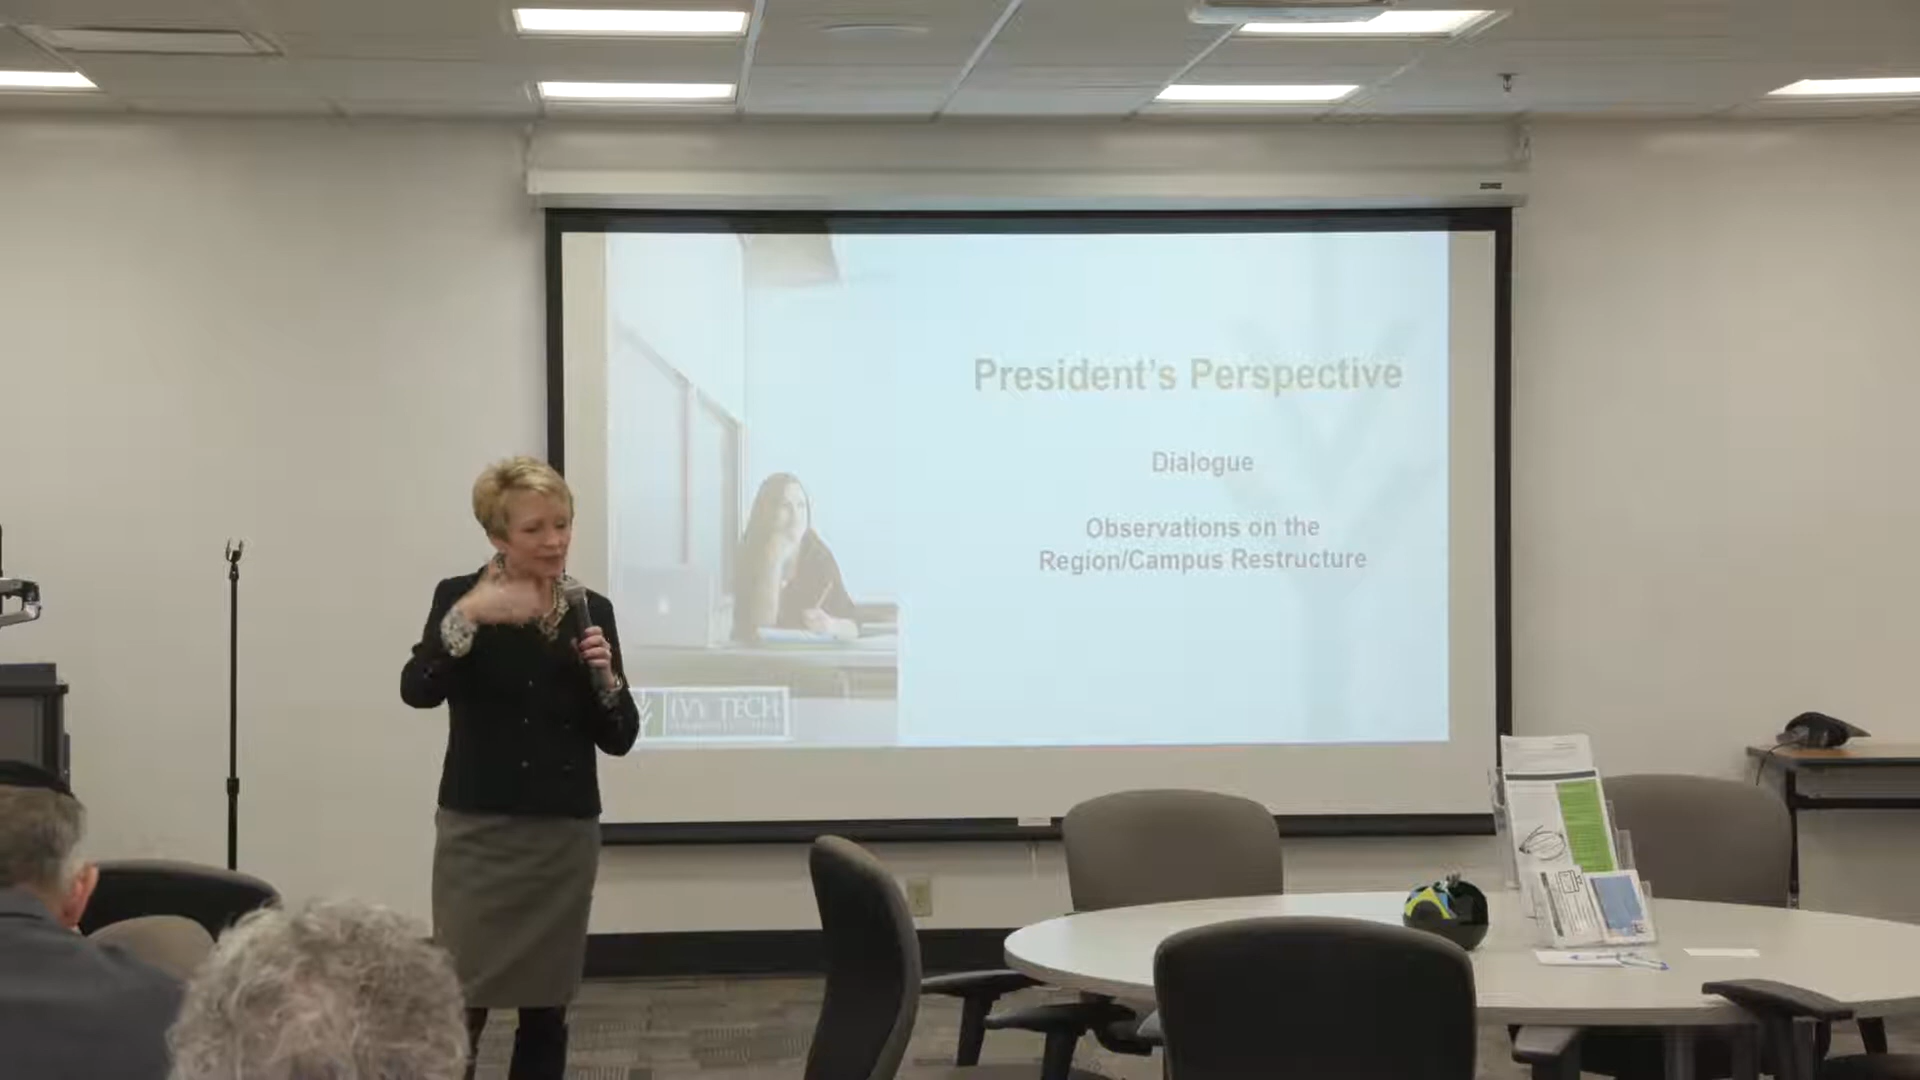 President's Perspective
Dialogue
Observations on the
Region/Campus Restructure
IVY TECH